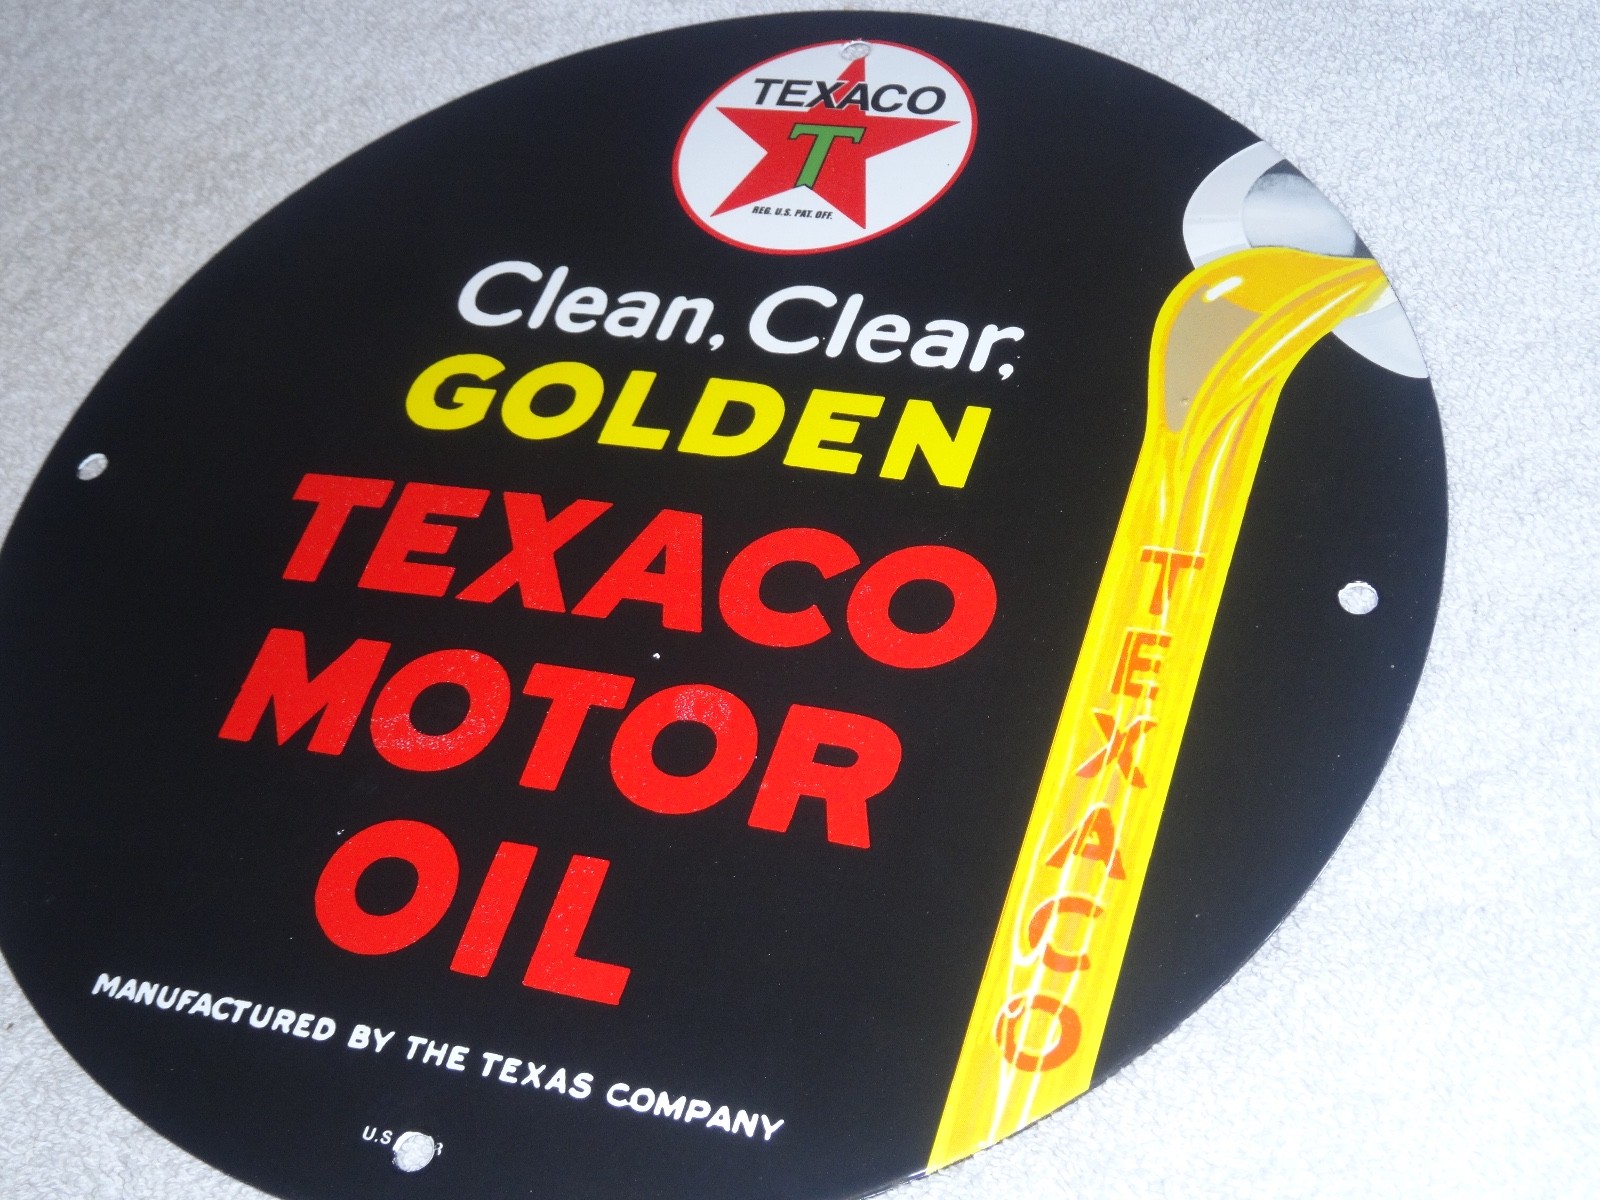 TEXACO
T
REG. U.S. PAT. OFF.
Clean, Clear,
GOLDEN
TEXACO
MOTOR
OIL
MANUFACTURED BY THE TEXAS COMPANY
U.S.
TEXACO